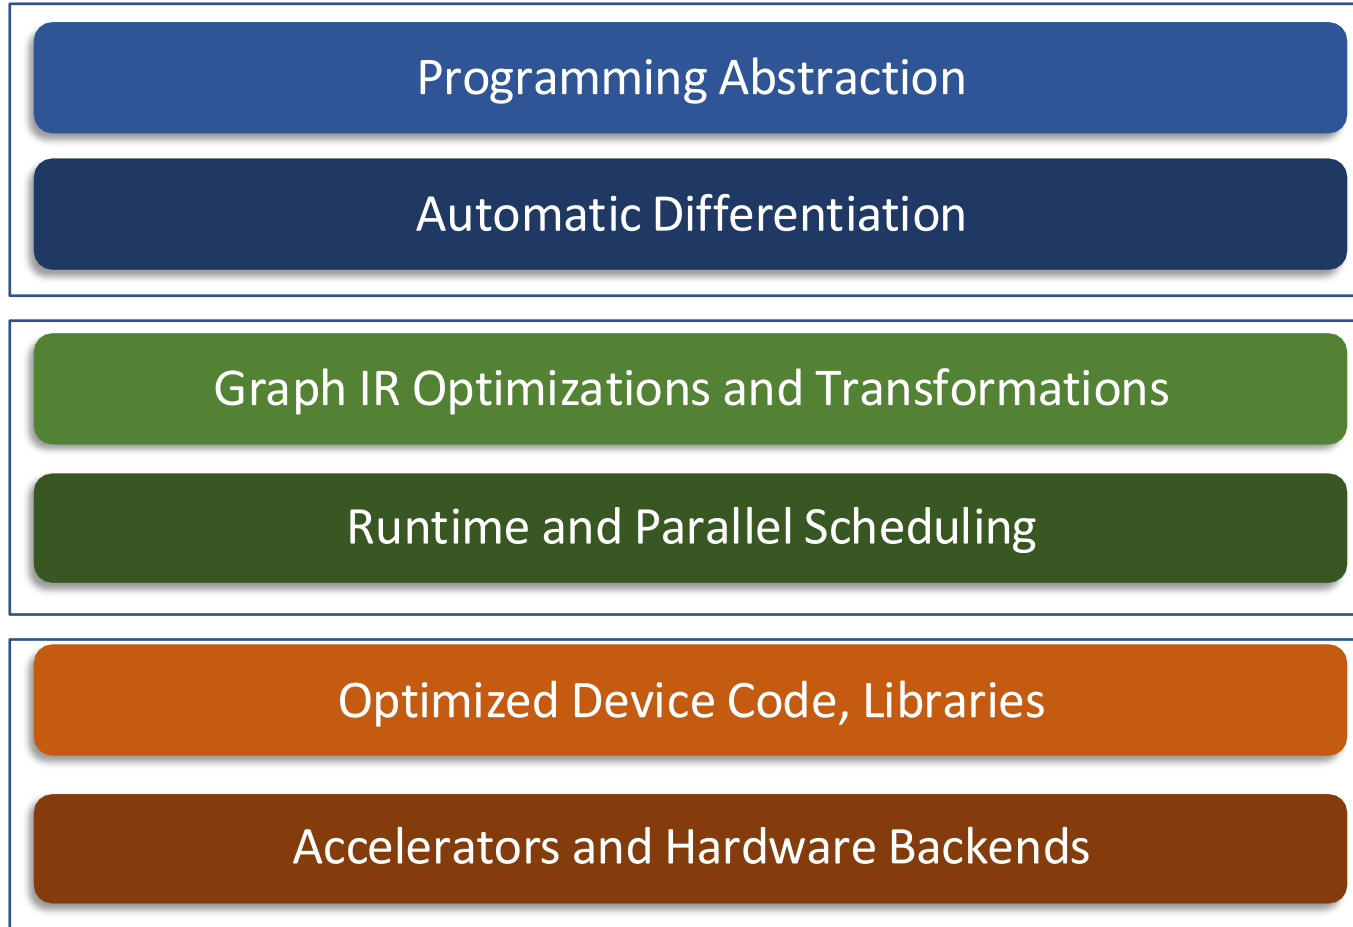 Programming Abstraction
Automatic Differentiation
Graph IR Optimizations and Transformations
Runtime and Parallel Scheduling
Optimized Device Code, Libraries
Accelerators and Hardware Backends